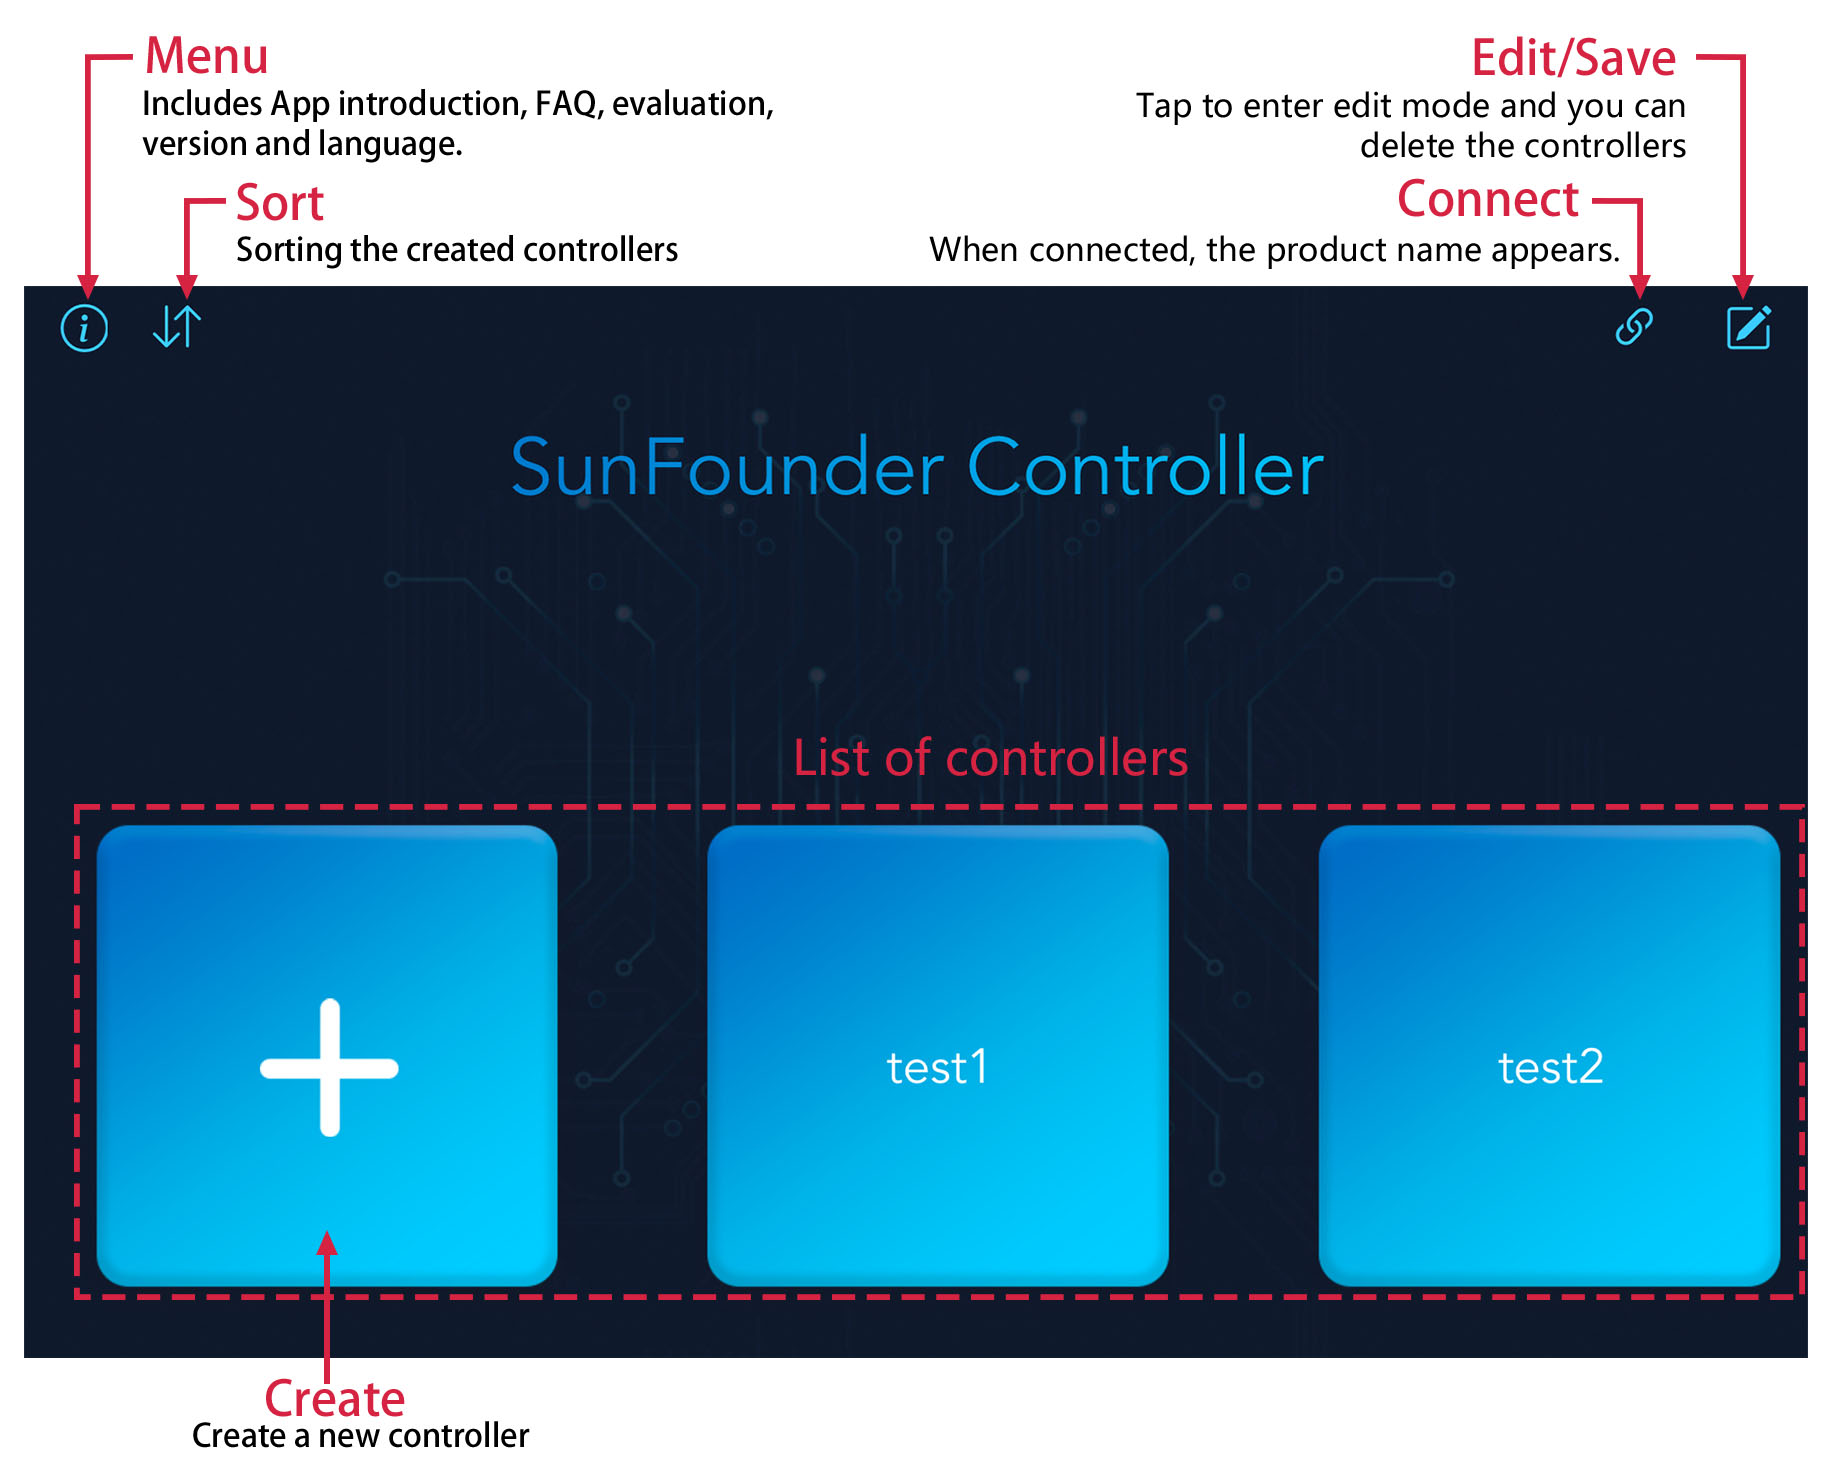 Menu
Includes App introduction, FAQ, evaluation,
version and language.
Sort
Sorting the created controllers
Edit/Save
Tap to enter edit mode and you can
delete the controllers
Connect
When connected, the product name appears.
SunFounder Controller
List of controllers
test1
test2
Create
Create a new controller